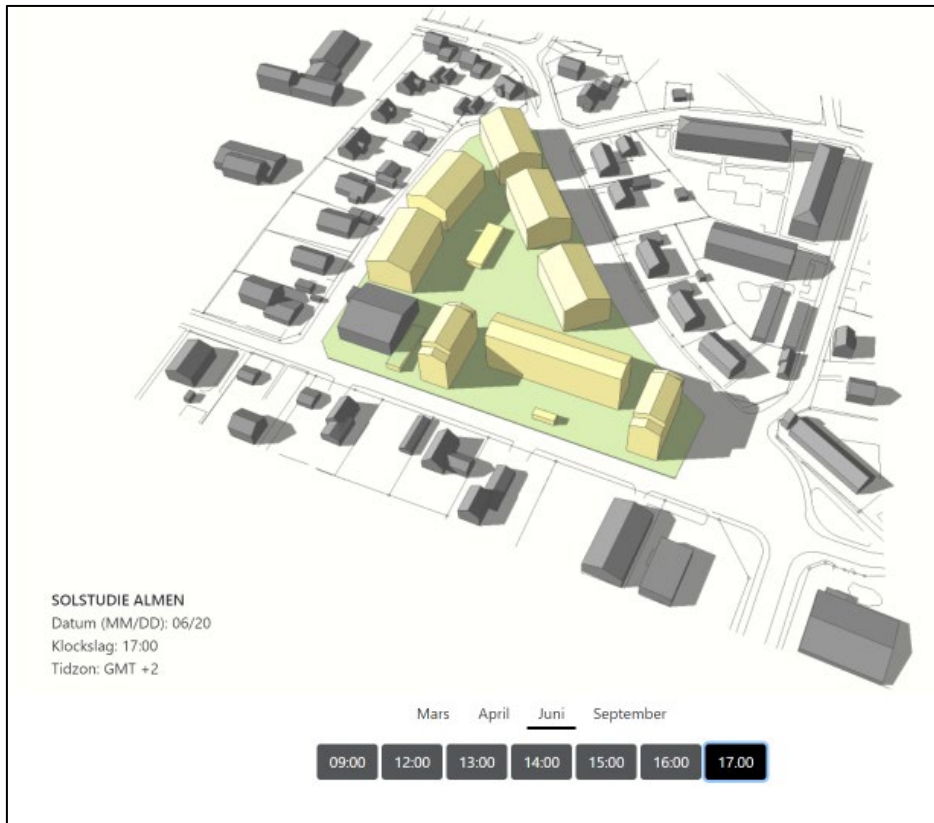 SOLSTUDIE ALMEN
Datum (MM/DD): 06/20
Klockslag: 17:00
Tidzon: GMT +2
Mars April Juni September
09:00 12:00 13:00 14:00 15:00 16:00 17.00